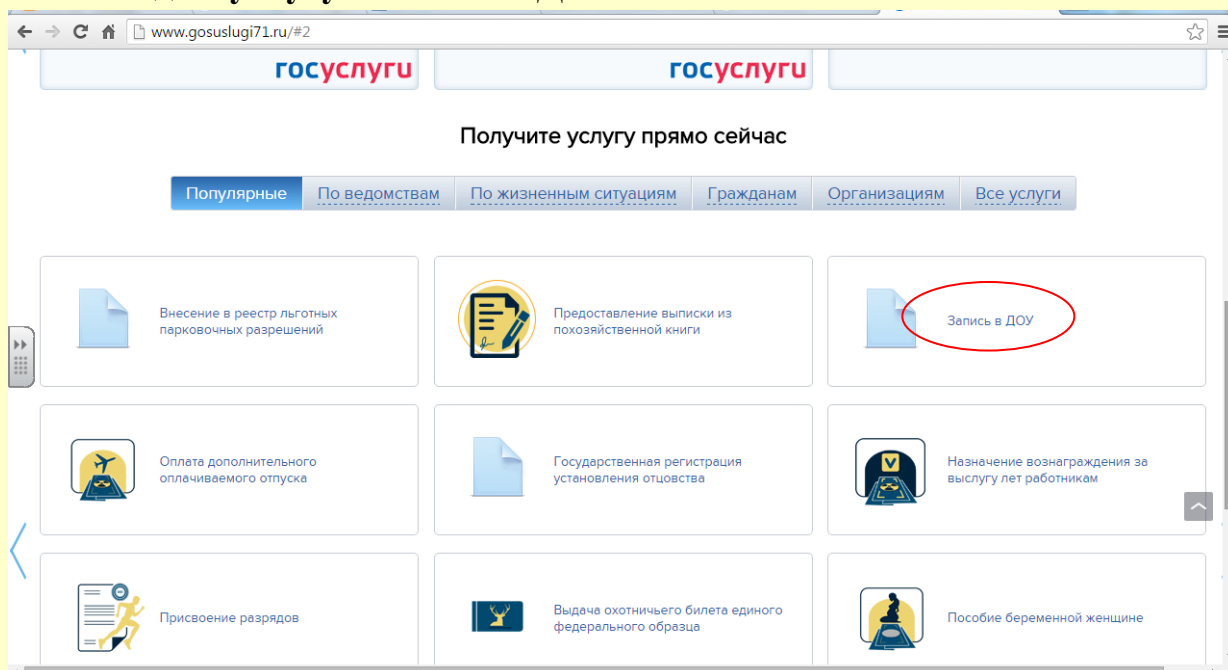 www.gosuslugi71.ru/#2
госуслуги
госуслуги
Получите услугу прямо сейчас
Популярные По ведомствам По жизненным ситуациям Гражданам Организациям Все услуги
Внесение в реестр льготных
парковочных разрешений
Предоставление выписки из
похозяйственной книги
Запись в ДОУ
Оплата дополнительного
оплачиваемого отпуска
Государственная регистрация
установления отцовства
Назначение вознаграждения за
выслугу лет работникам
Присвоение разрядов
Выдача охотничьего билета единого
федерального образца
Пособие беременной женщине